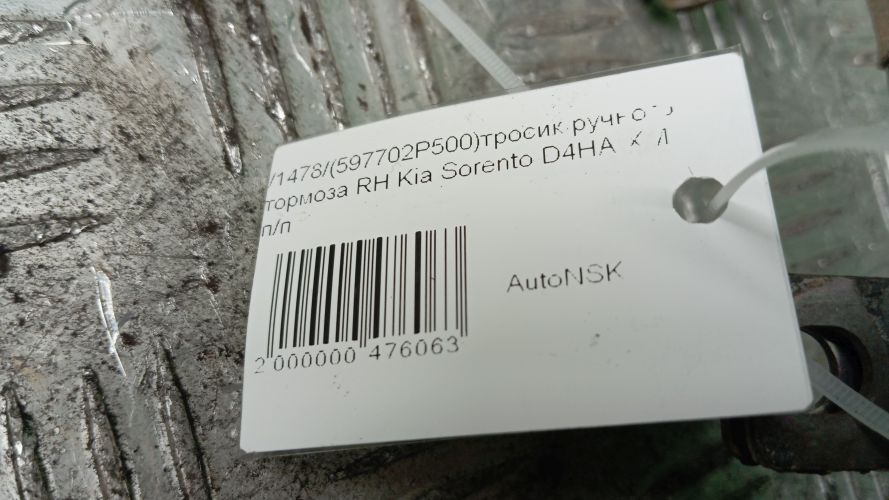 /1478/(597702P500)тросик ручного
тормоза RH Kia Sorento D4HA
п/п
AutoNSK
2 000000 476063